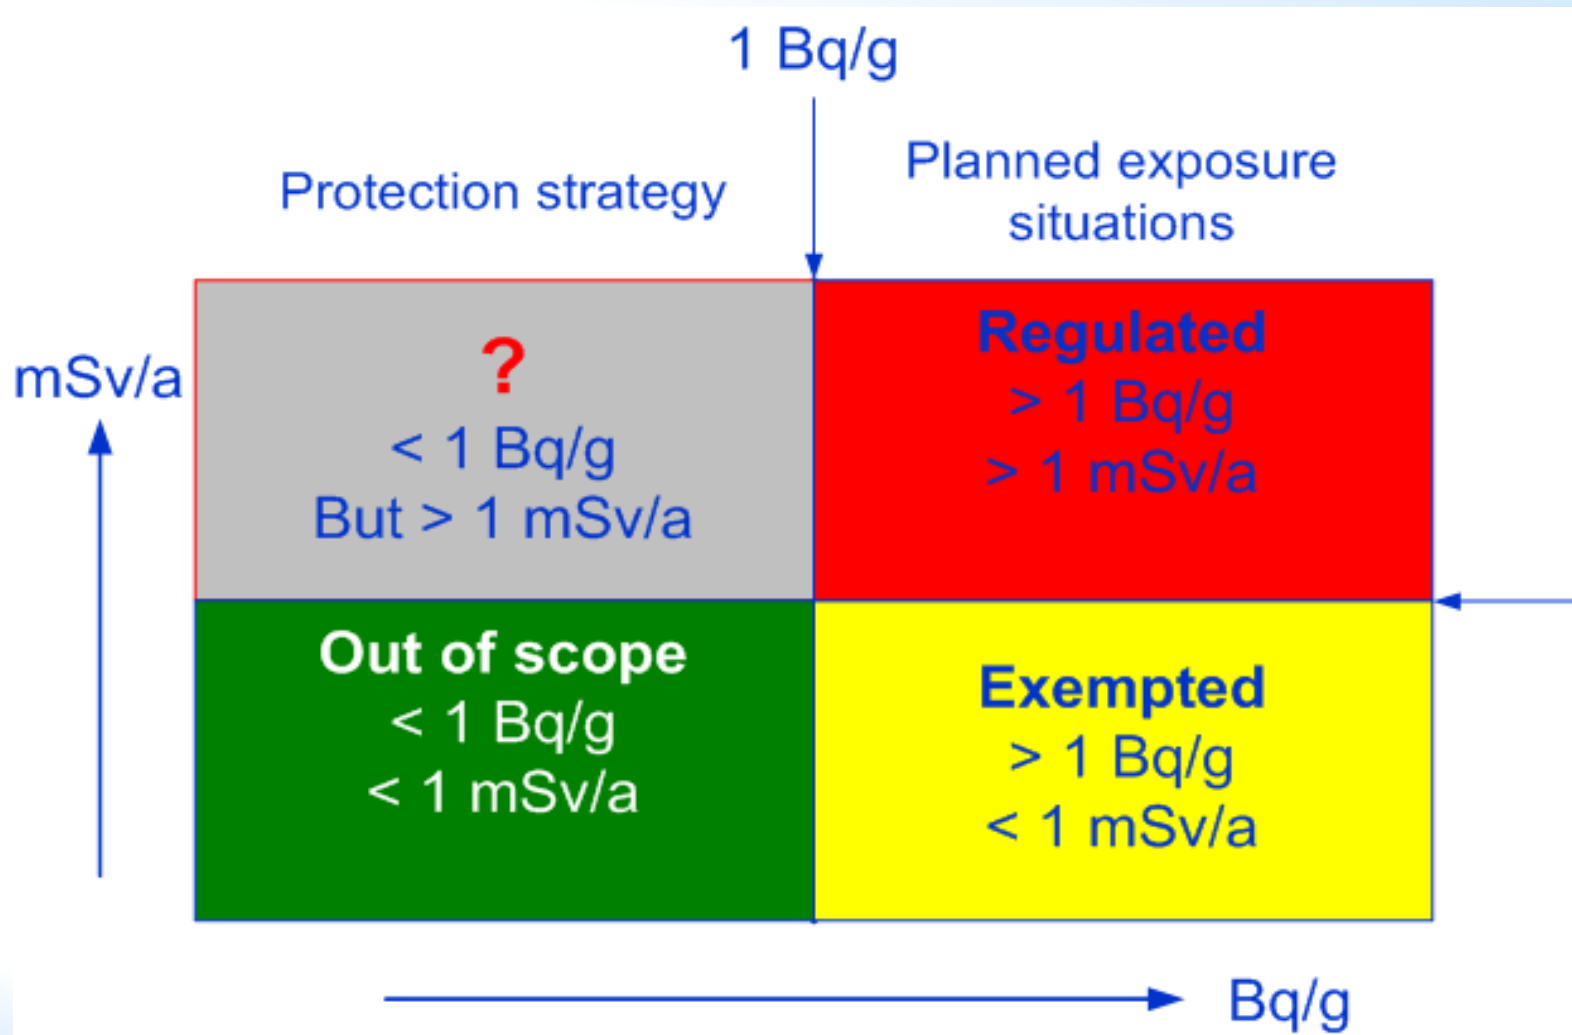 1 Bq/g
Protection strategy
Planned exposure
situations
mSv/a
?
< 1 Bq/g
But > 1 mSv/a
Regulated
> 1 Bq/g
> 1 mSv/a
Out of scope
< 1 Bq/g
< 1 mSv/a
Exempted
> 1 Bq/g
< 1 mSv/a
Bq/g